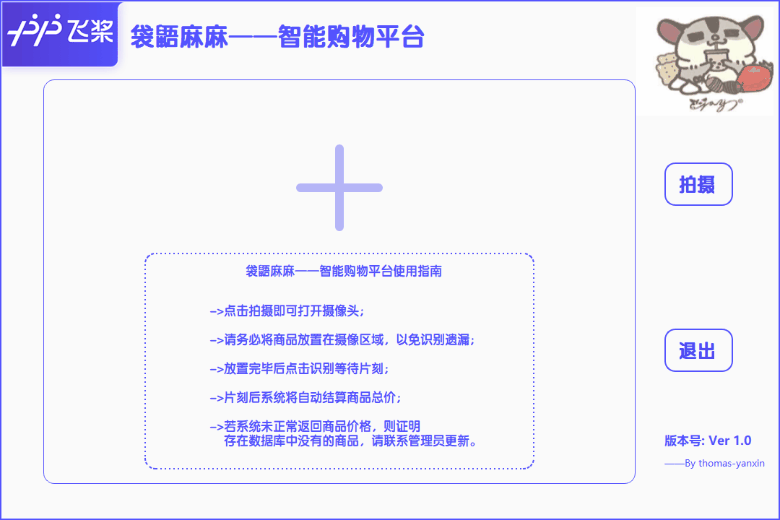 飞桨
袋鼯麻麻——智能购物平台
拍摄
袋鼯麻麻——智能购物平台使用指南
->点击拍摄即可打开摄像头；
->请务必将商品放置在摄像区域，以免识别遗漏；
->放置完毕后点击识别等待片刻；
->片刻后系统将自动结算商品总价；
->若系统未正常返回商品价格，则证明
存在数据库中没有的商品，请联系管理员更新。
退出
版本号: Ver 1.0
——By thomas-yanxin